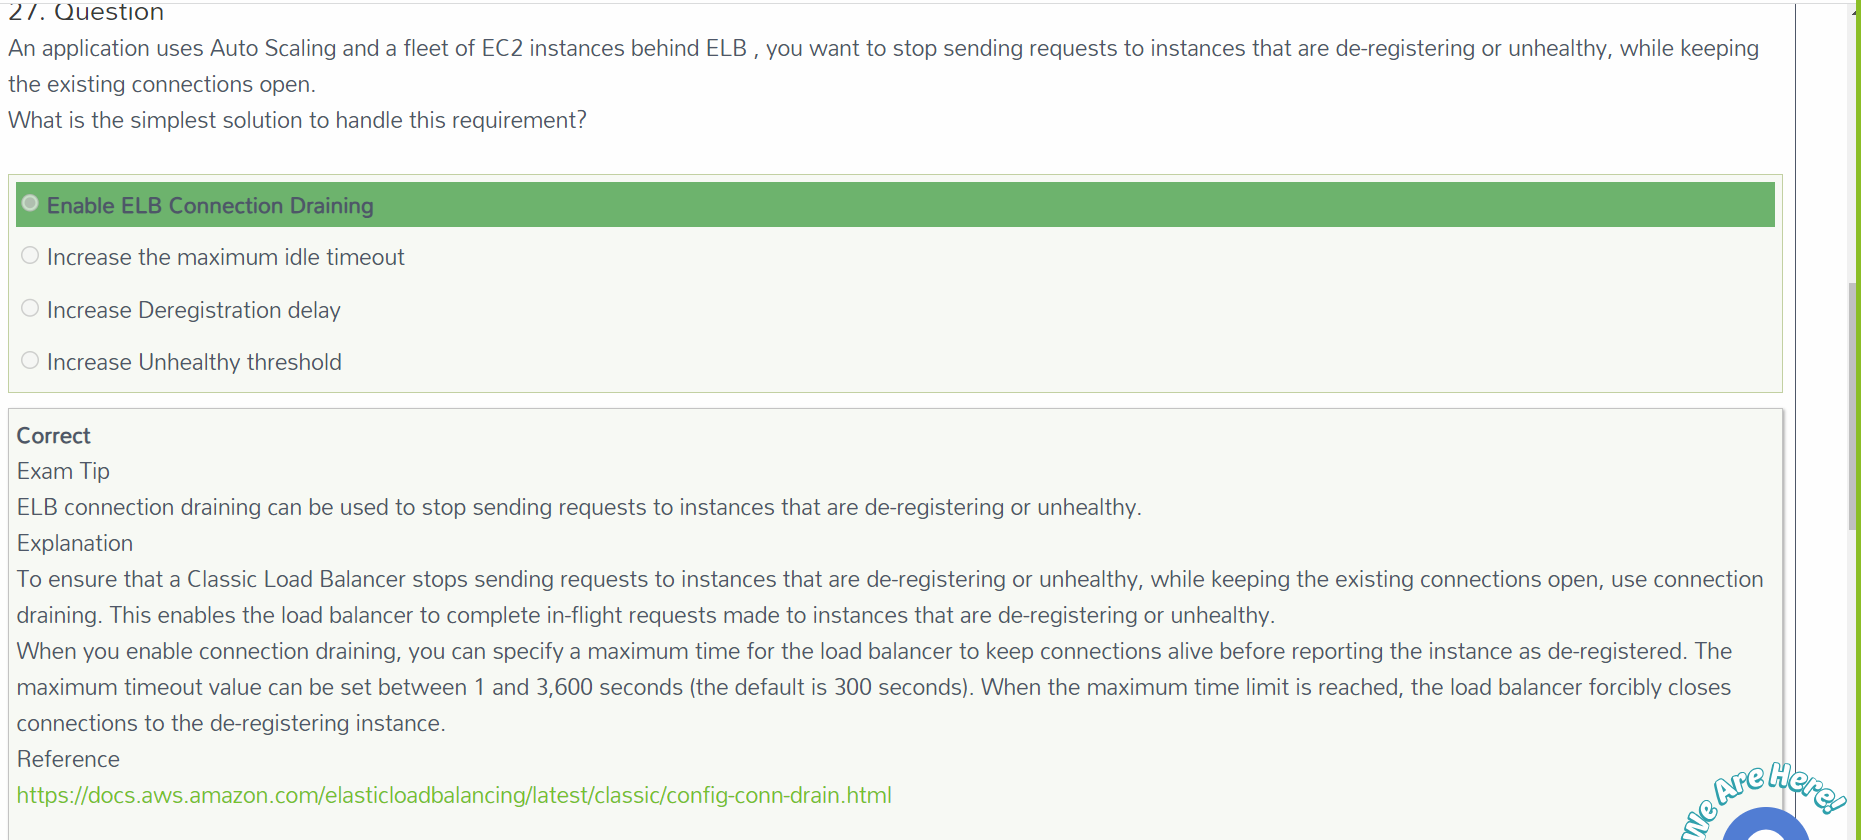 27. Question
An application uses Auto Scaling and a fleet of EC2 instances behind ELB , you want to stop sending requests to instances that are de-registering or unhealthy, while keeping
the existing connections open.
What is the simplest solution to handle this requirement?
Enable ELB Connection Draining
Increase the maximum idle timeout
Increase Deregistration delay
Increase Unhealthy threshold
Correct
Exam Tip
ELB connection draining can be used to stop sending requests to instances that are de-registering or unhealthy.
Explanation
To ensure that a Classic Load Balancer stops sending requests to instances that are de-registering or unhealthy, while keeping the existing connections open, use connection
draining. This enables the load balancer to complete in-flight requests made to instances that are de-registering or unhealthy.
When you enable connection draining, you can specify a maximum time for the load balancer to keep connections alive before reporting the instance as de-registered. The
maximum timeout value can be set between 1 and 3,600 seconds (the default is 300 seconds). When the maximum time limit is reached, the load balancer forcibly closes
connections to the de-registering instance.
Reference
https://docs.aws.amazon.com/elasticloadbalancing/latest/classic/config-conn-drain.html
We Are Here!